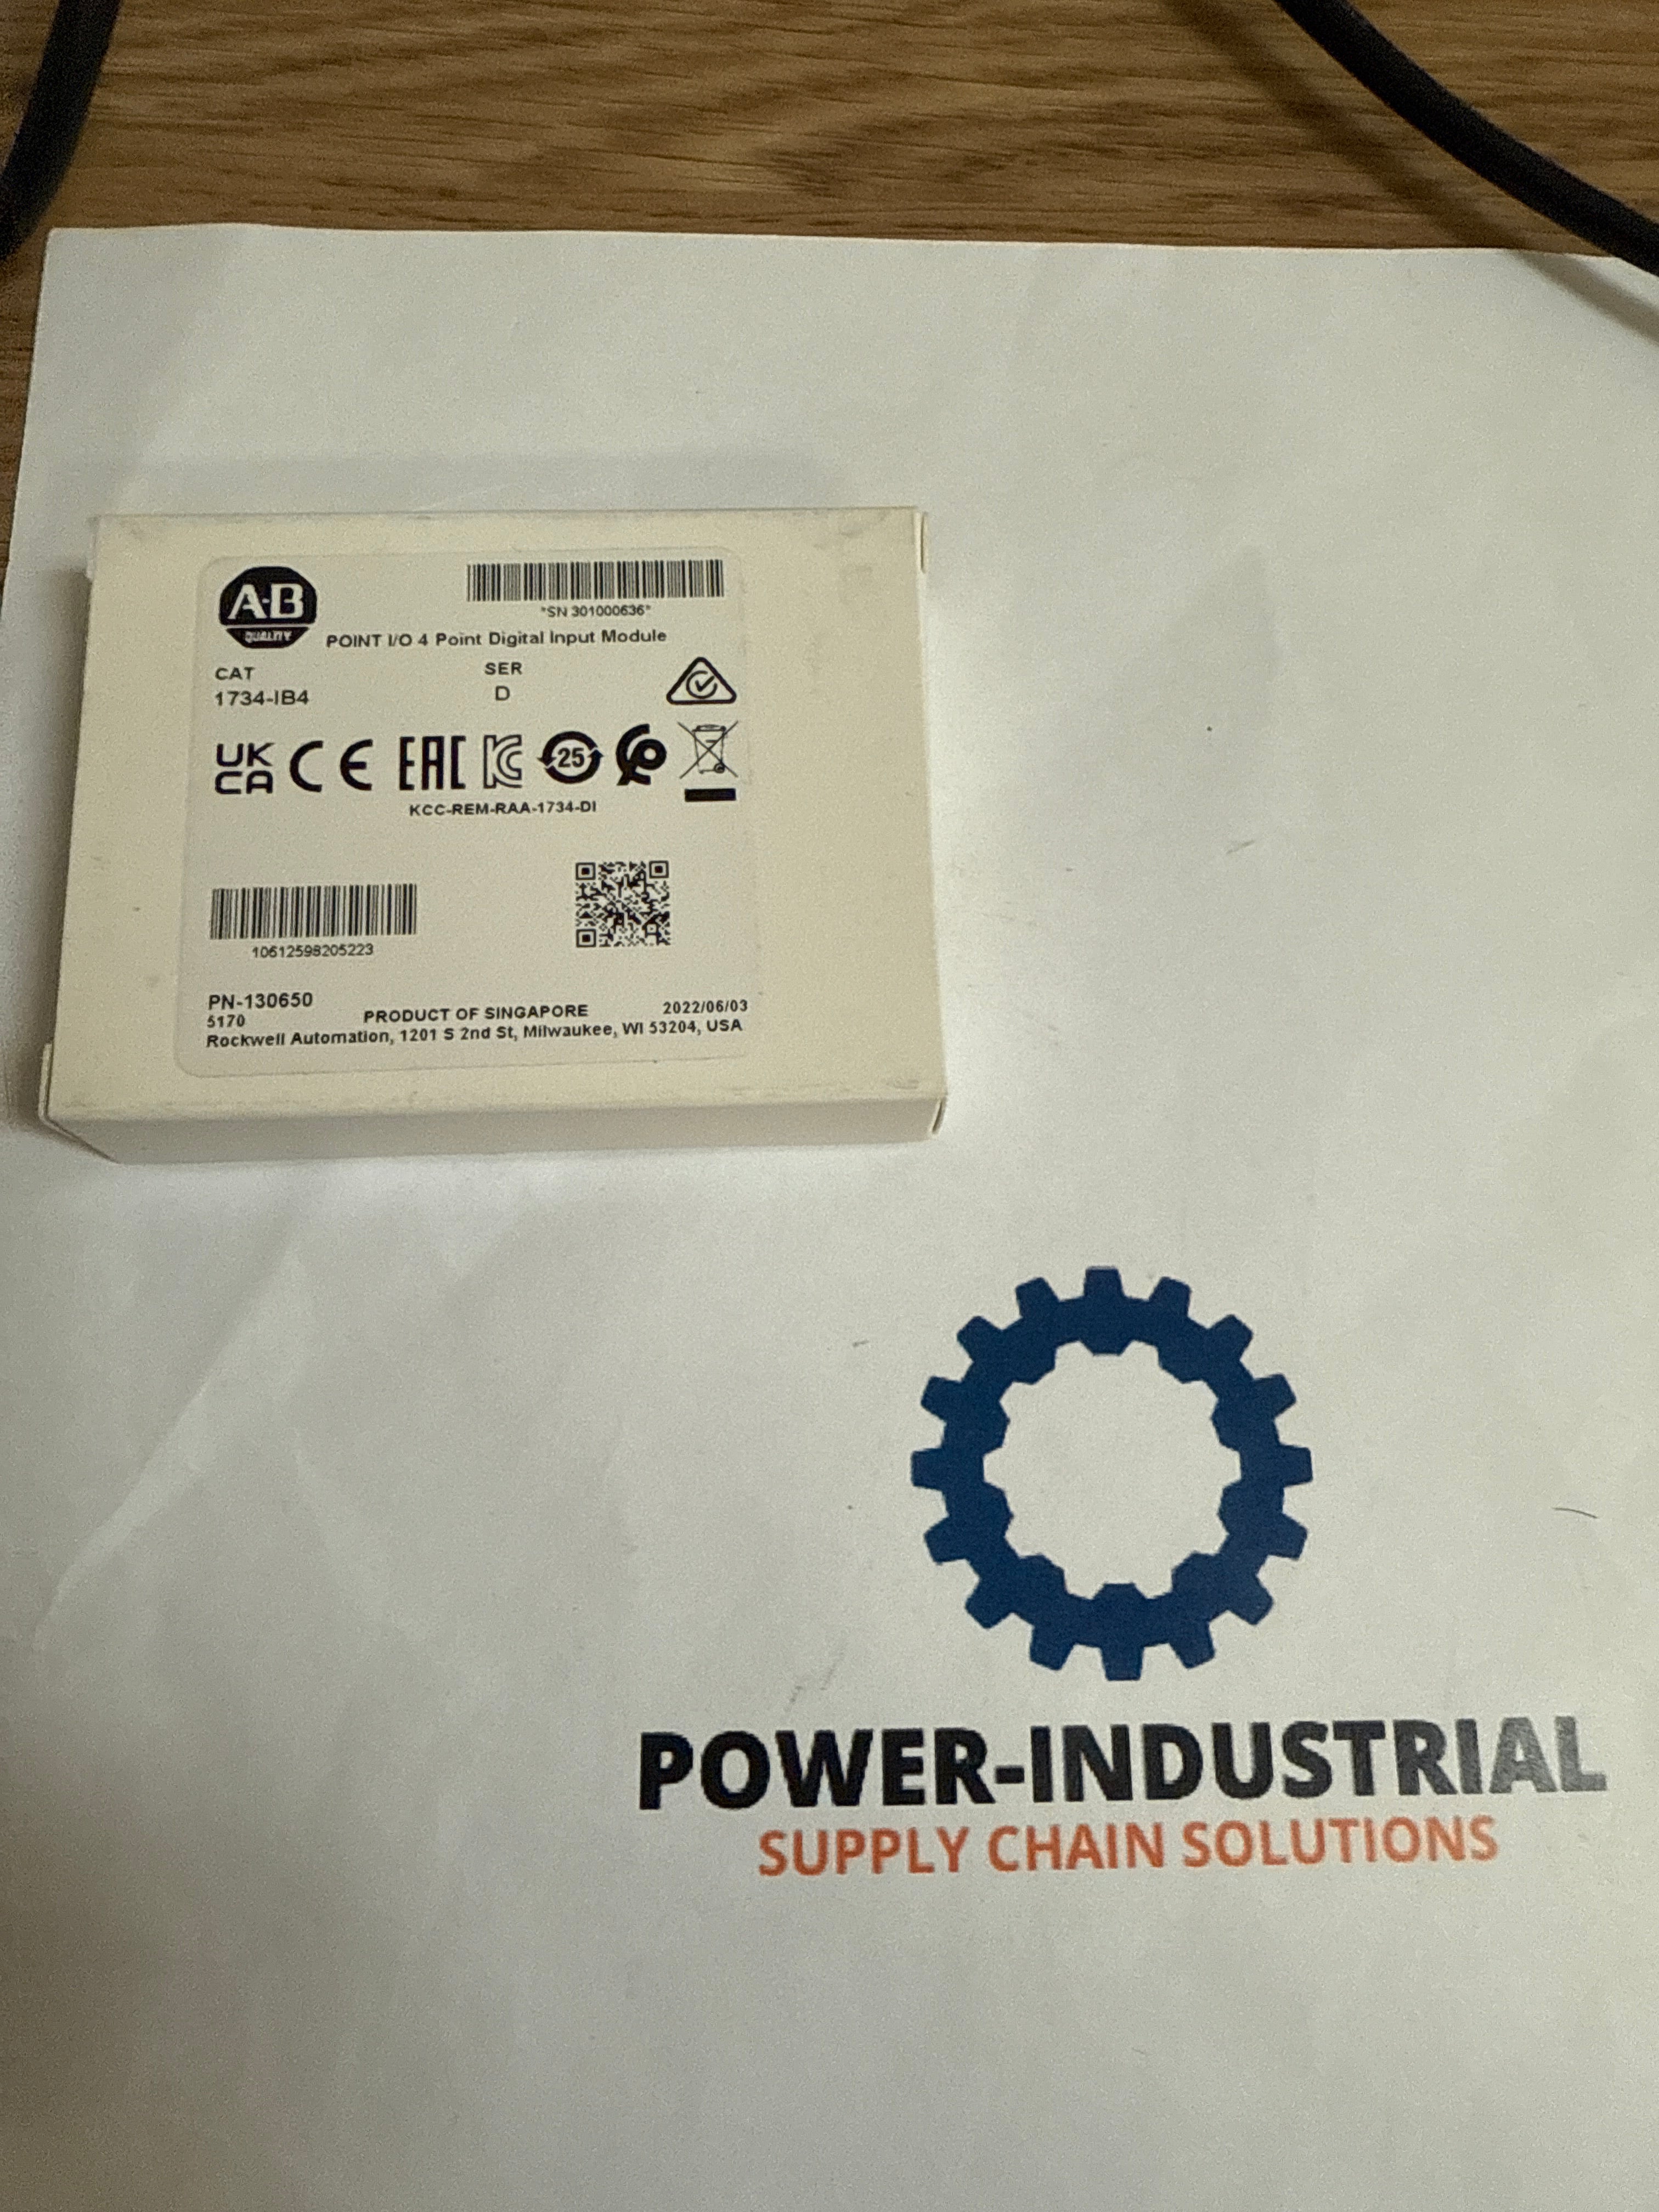 A-B
QUALITY
*SN 301000636*
POINT I/O 4 Point Digital Input Module
CAT SER
1734-IB4 D
UK
CA CE EAC KC 25
KCC-REM-RAA-1734-DI
10612598205223
PN-130650
5170 PRODUCT OF SINGAPORE 2022/06/03
Rockwell Automation, 1201 S 2nd St, Milwaukee, WI 53204, USA
POWER-INDUSTRIAL
SUPPLY CHAIN SOLUTIONS